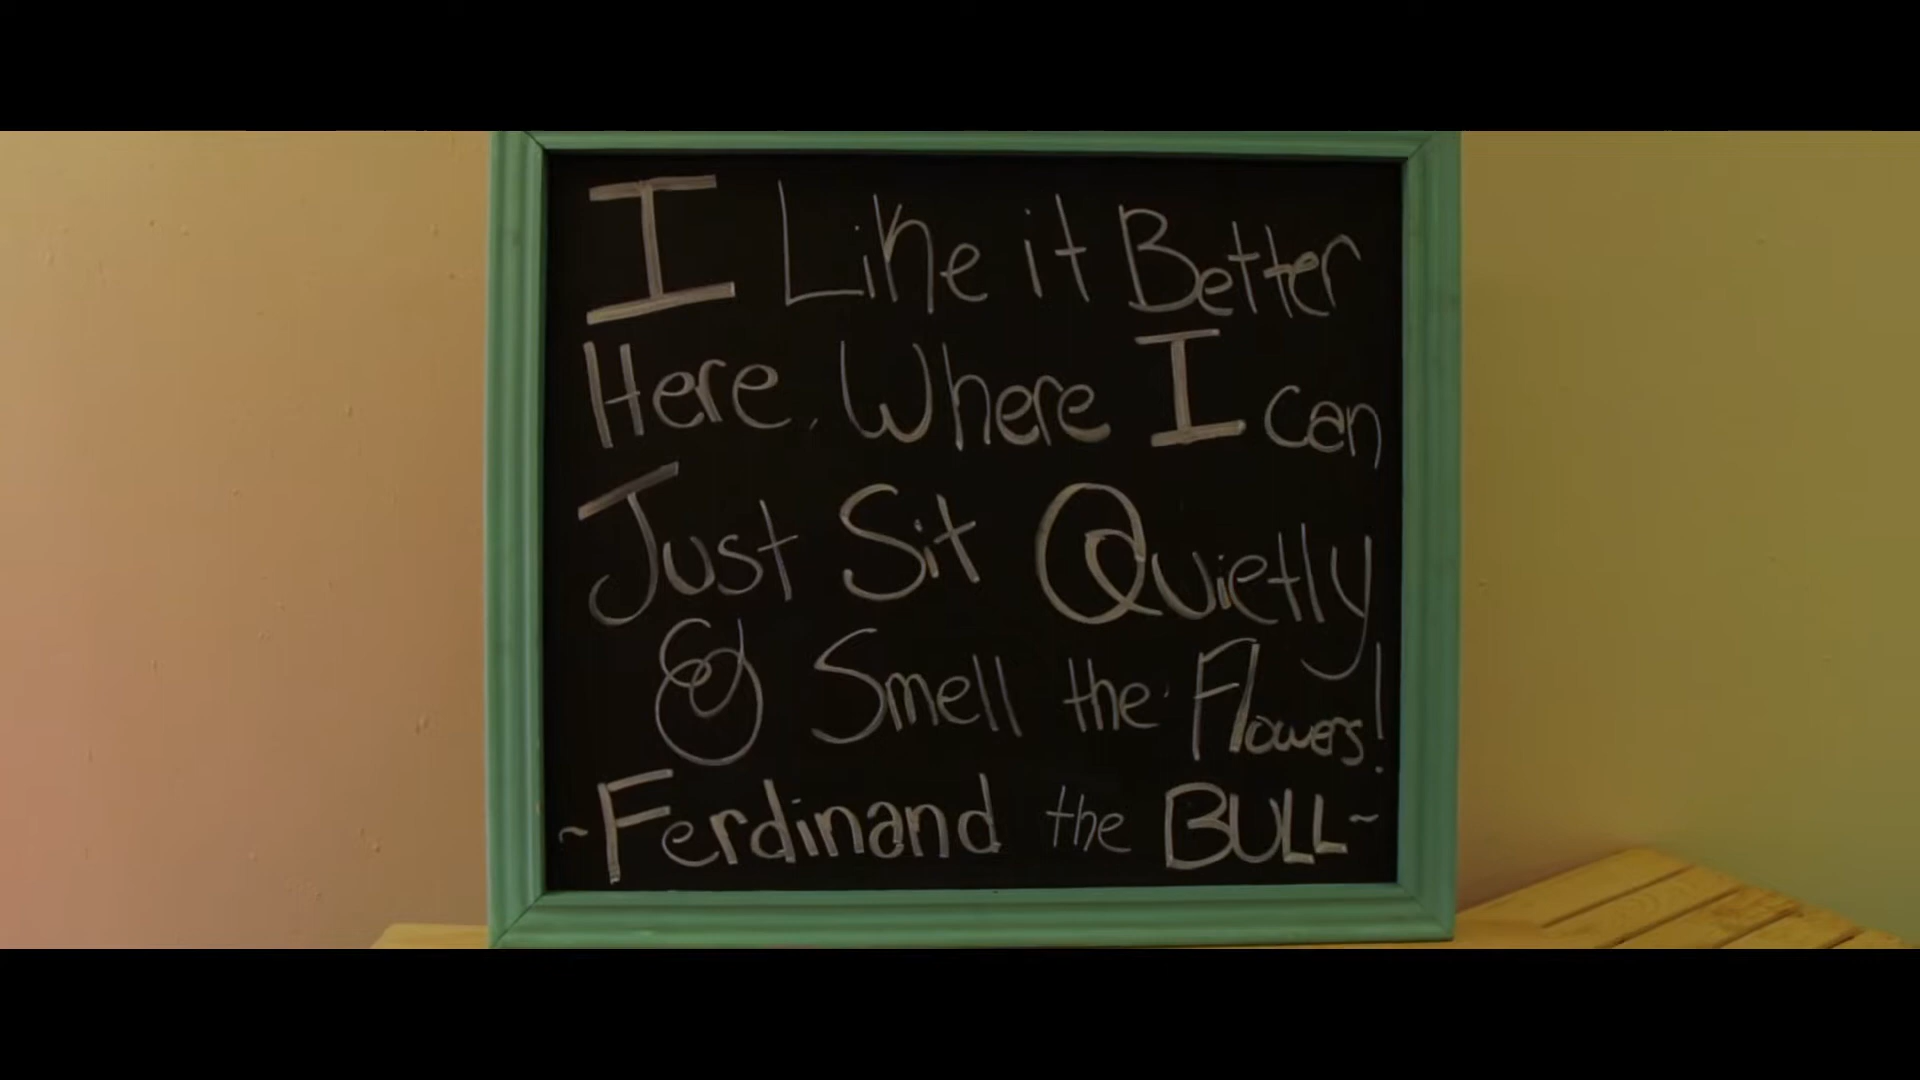 I Like it Better
Here, Where I can
Just Sit Quietly
& Smell the Flowers!
~Ferdinand the BULL~